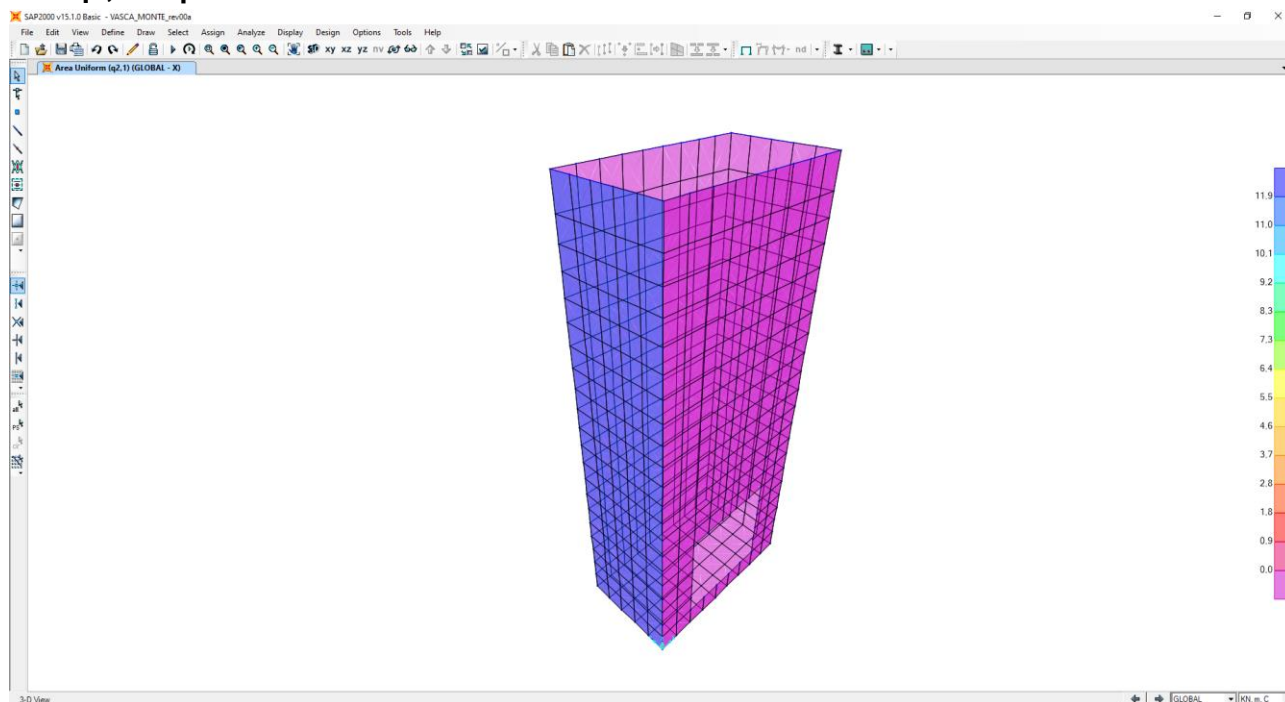 SAP2000 v15.1.0 Basic - VASCA_MONTE_rev00a
File Edit View Define Draw Select Assign Analyze Display Design Options Tools Help
xy xz yz nv nd
Area Uniform (q2,1) (GLOBAL - X)
11.9
11.0
10.1
9.2
8.3
7.3
6.4
5.5
4.6
3.7
2.8
1.8
0.9
0.0
3-D View
GLOBAL
KN, m, C